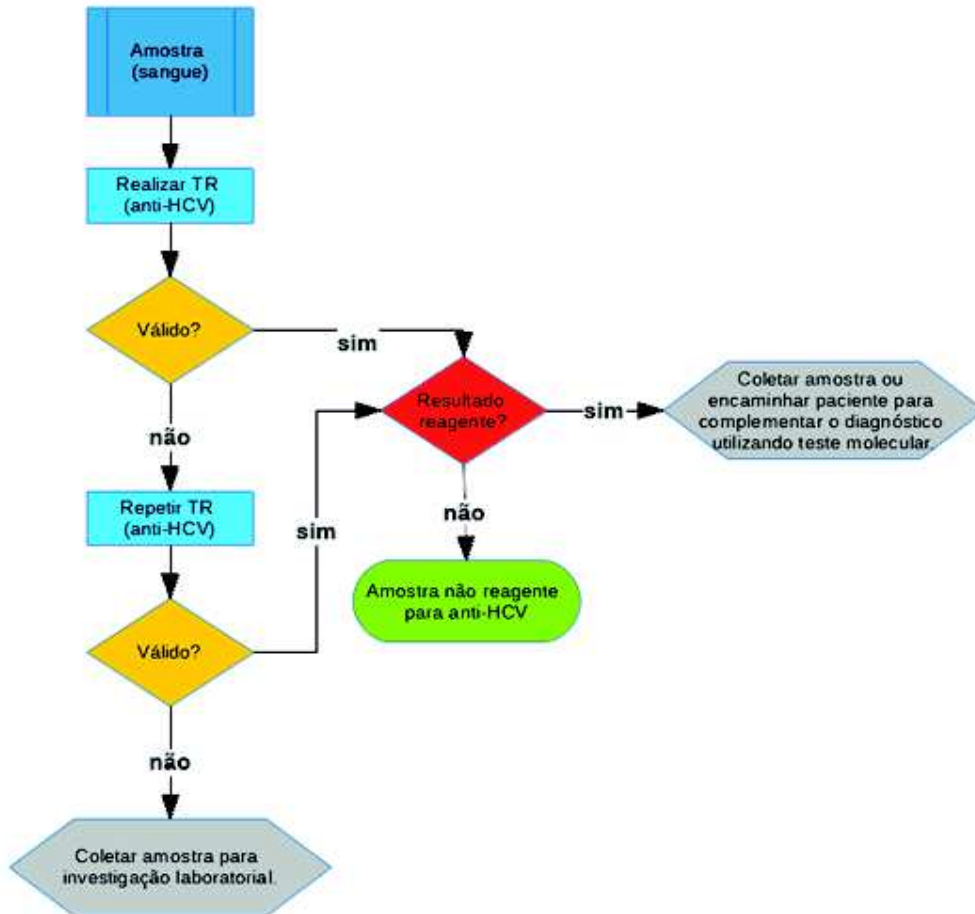 Amostra
(sangue)
Realizar TR
(anti-HCV)
Válido?
sim
não
Resultado
reagente?
sim
Coletar amostra ou
encaminhar paciente para
complementar o diagnóstico
utilizando teste molecular.
não
Amostra não reagente
para anti-HCV
Repetir TR
(anti-HCV)
sim
Válido?
não
Coletar amostra para
investigação laboratorial.